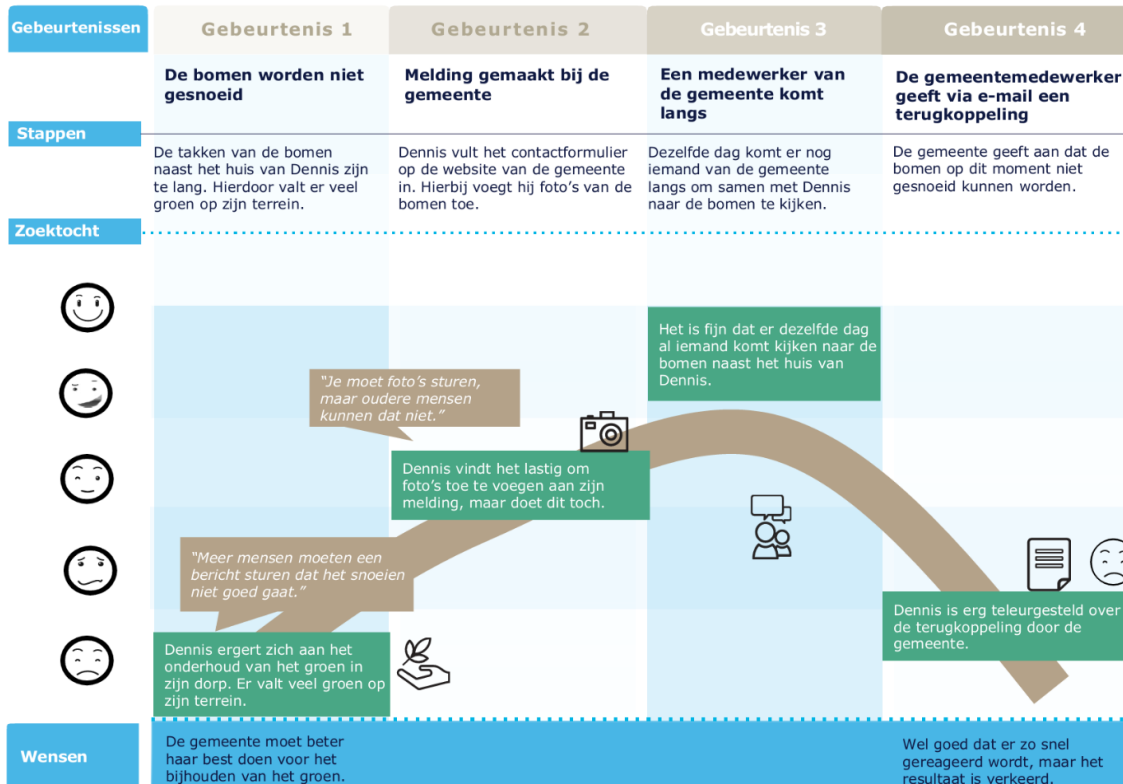 Gebeurtenissen
Gebeurtenis 1
Gebeurtenis 2
Gebeurtenis 3
Gebeurtenis 4
De bomen worden niet
gesnoeid
Melding gemaakt bij de
gemeente
Een medewerker van
de gemeente komt
langs
De gemeentemedewerker
geeft via e-mail een
terugkoppeling
Stappen
De takken van de bomen
naast het huis van Dennis zijn
te lang. Hierdoor valt er veel
groen op zijn terrein.
Dennis vult het contactformulier
op de website van de gemeente
in. Hierbij voegt hij foto's van de
bomen toe.
Dezelfde dag komt er nog
iemand van de gemeente
langs om samen met Dennis
naar de bomen te kijken.
De gemeente geeft aan dat de
bomen op dit moment niet
gesnoeid kunnen worden.
Zoektocht
Het is fijn dat er dezelfde dag
al iemand komt kijken naar de
bomen naast het huis van
Dennis.
"Je moet foto's sturen,
maar oudere mensen
kunnen dat niet."
Dennis vindt het lastig om
foto's toe te voegen aan zijn
melding, maar doet dit toch.
"Meer mensen moeten een
bericht sturen dat het snoeien
niet goed gaat."
Dennis ergert zich aan het
onderhoud van het groen in
zijn dorp. Er valt veel groen op
zijn terrein.
Dennis is erg teleurgesteld over
de terugkoppeling door de
gemeente.
Wensen
De gemeente moet beter
haar best doen voor het
bijhouden van het groen.
Wel goed dat er zo snel
gereageerd wordt, maar het
resultaat is verkeerd.